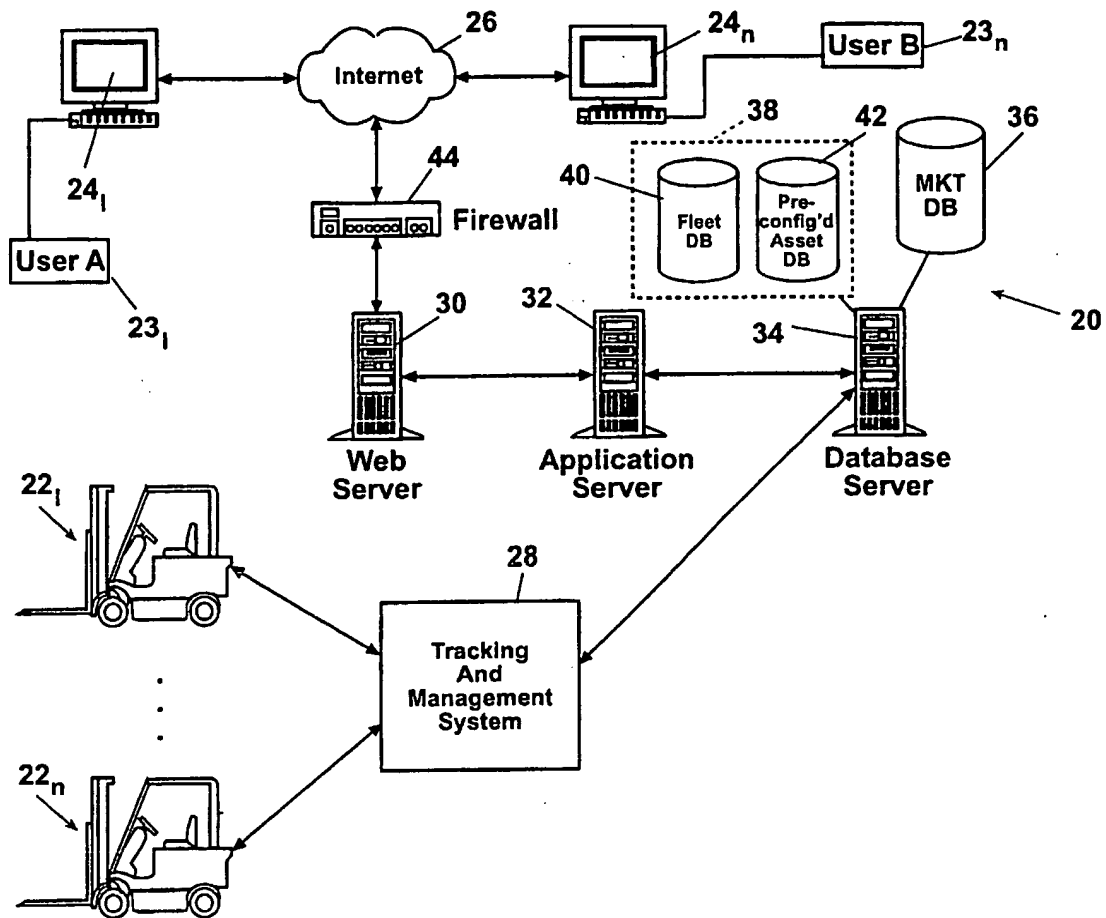 26
Internet
24n
User B
23n
24l
User A
23l
44
Firewall
38
40
42
Fleet
DB
Pre-
config'd
Asset
DB
36
MKT
DB
20
30
Web
Server
32
Application
Server
34
Database
Server
22l
28
Tracking
And
Management
System
22n